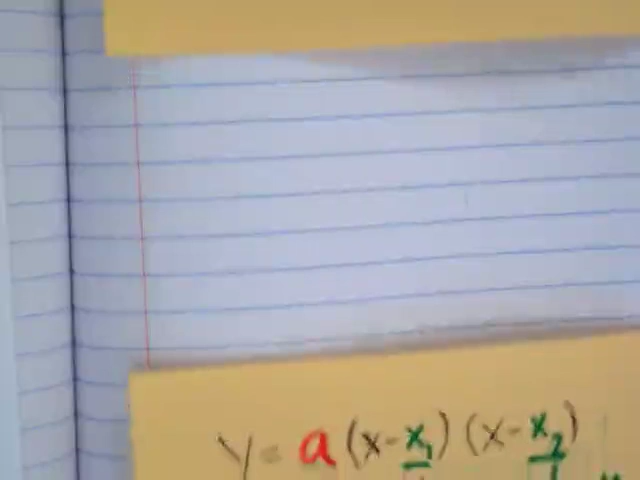 y = a (x - x₁) (x - x₂)